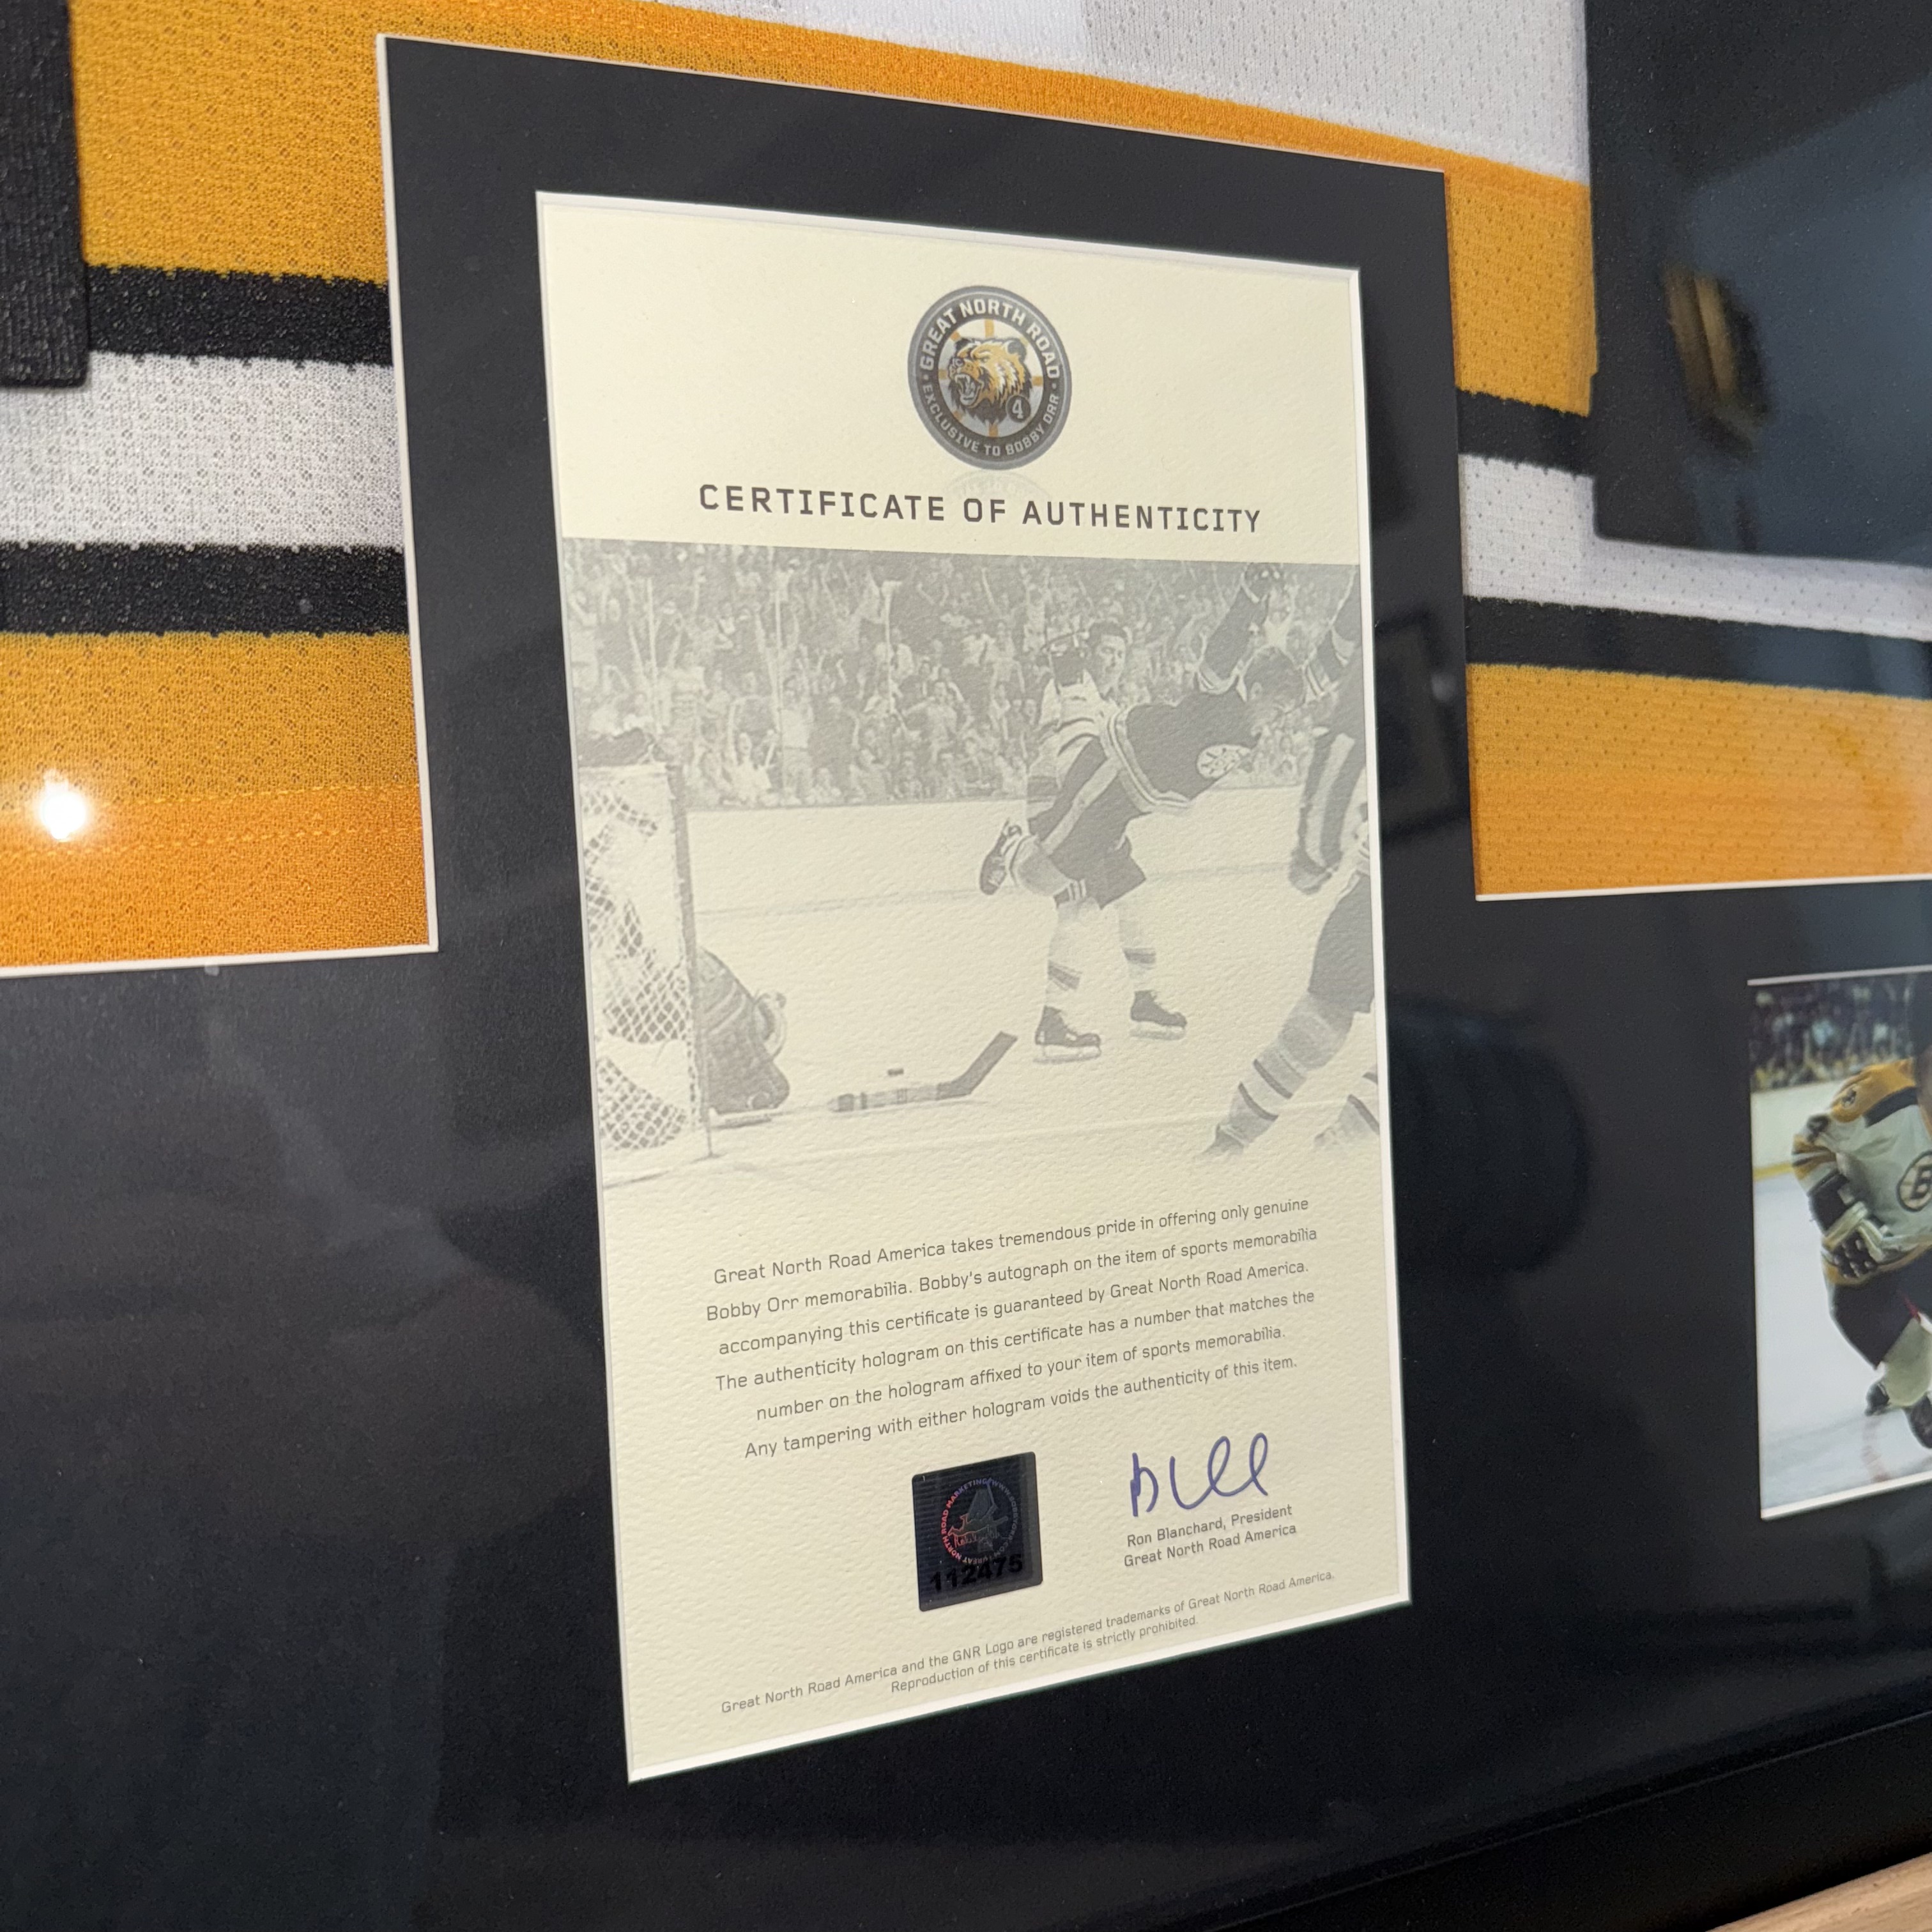 GREAT NORTH ROAD
EXCLUSIVE TO BOBBY ORR
4
CERTIFICATE OF AUTHENTICITY
Great North Road America takes tremendous pride in offering only genuine
Bobby Orr memorabilia. Bobby's autograph on the item of sports memorabilia
accompanying this certificate is guaranteed by Great North Road America.
The authenticity hologram on this certificate has a number that matches the
number on the hologram affixed to your item of sports memorabilia.
Any tampering with either hologram voids the authenticity of this item.
112475
Ron Blanchard, President
Great North Road America
Great North Road America and the GNR Logo are registered trademarks of Great North Road America.
Reproduction of this certificate is strictly prohibited.
B